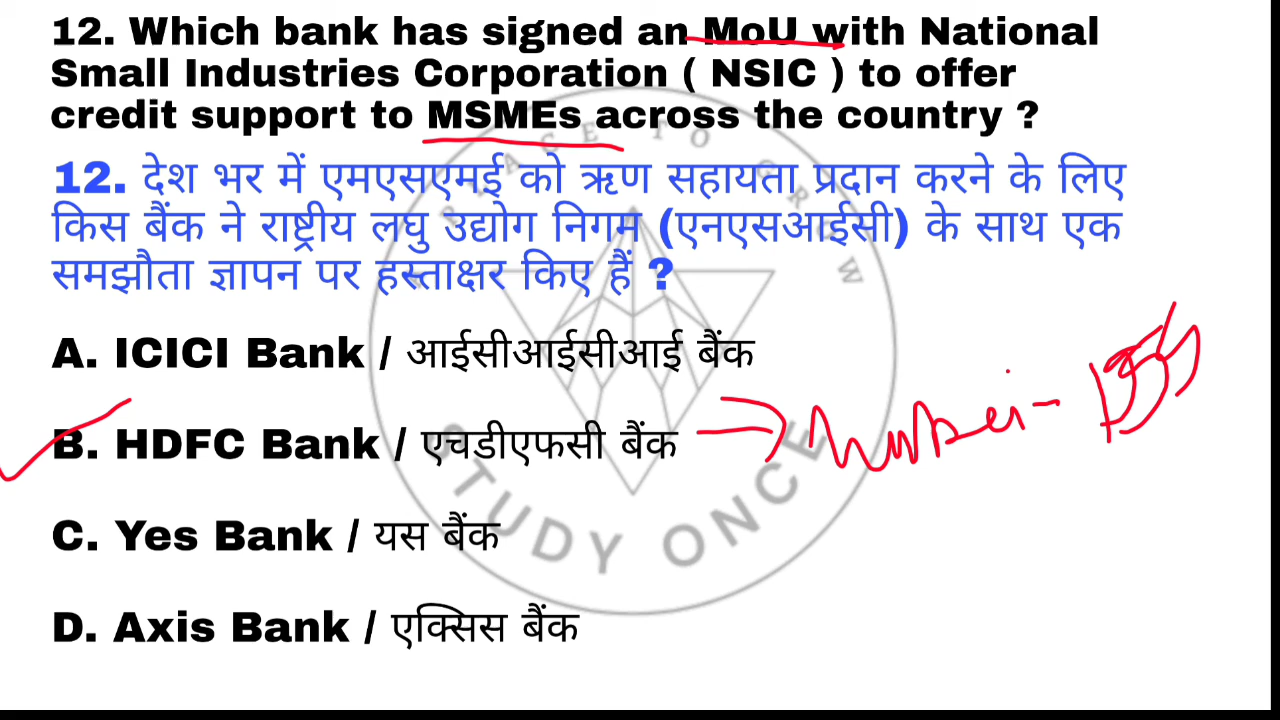 12. Which bank has signed an MoU with National
Small Industries Corporation ( NSIC ) to offer
credit support to MSMEs across the country ?
12. देश भर में एमएसएमई को ऋण सहायता प्रदान करने के लिए
किस बैंक ने राष्ट्रीय लघु उद्योग निगम (एनएसआईसी) के साथ एक
समझौता ज्ञापन पर हस्ताक्षर किए हैं ?
A PLACE TO GROW
A. ICICI Bank / आईसीआईसीआई बैंक
B. HDFC Bank / एचडीएफसी बैंक
C. Yes Bank / यस बैंक
D. Axis Bank / एक्सिस बैंक
STUDY ONCE